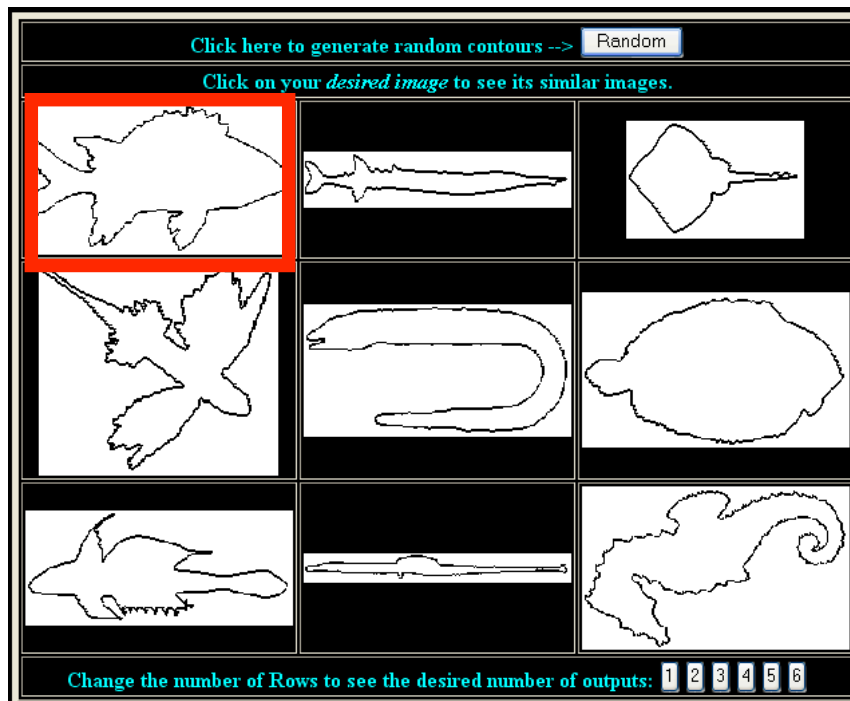 Click here to generate random contours --> Random
Click on your desired image to see its similar images.
Change the number of Rows to see the desired number of outputs: 1 2 3 4 5 6